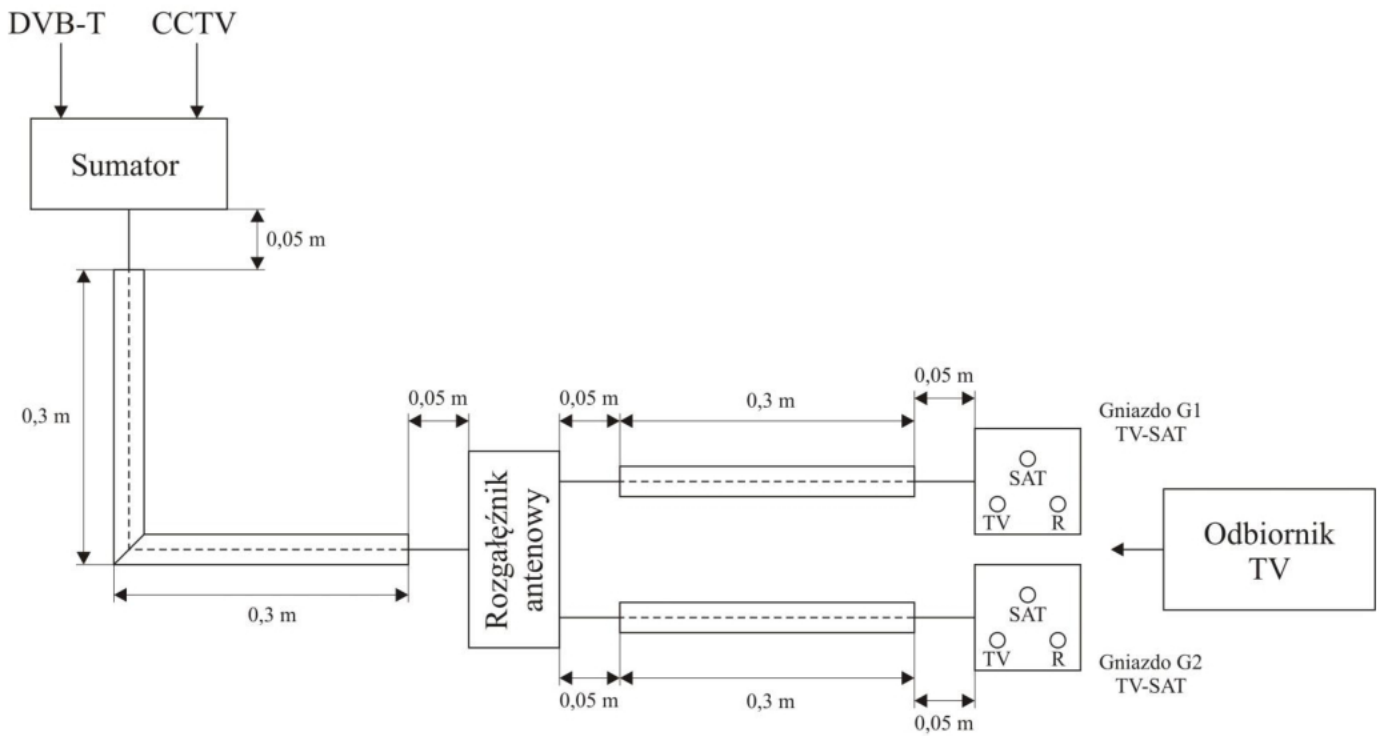 DVB-T CCTV
Sumator
0,05 m
0,3 m
0,3 m
0,05 m
Rozgałęźnik
antenowy
0,05 m
0,3 m
0,05 m
Gniazdo G1
TV-SAT
SAT
TV R
Odbiornik
TV
SAT
TV R
Gniazdo G2
TV-SAT
0,05 m
0,3 m
0,05 m